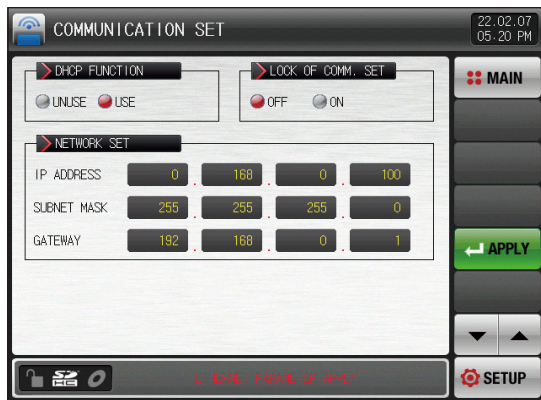 COMMUNICATION SET
22.02.07
05:20 PM
DHCP FUNCTION
LOCK OF COMM. SET
UNUSE USE
OFF ON
NETWORK SET
IP ADDRESS 0 . 168 . 0 . 100
SUBNET MASK 255 . 255 . 255 . 0
GATEWAY 192 . 168 . 0 . 1
MAIN
APPLY
SETUP
SD
HC